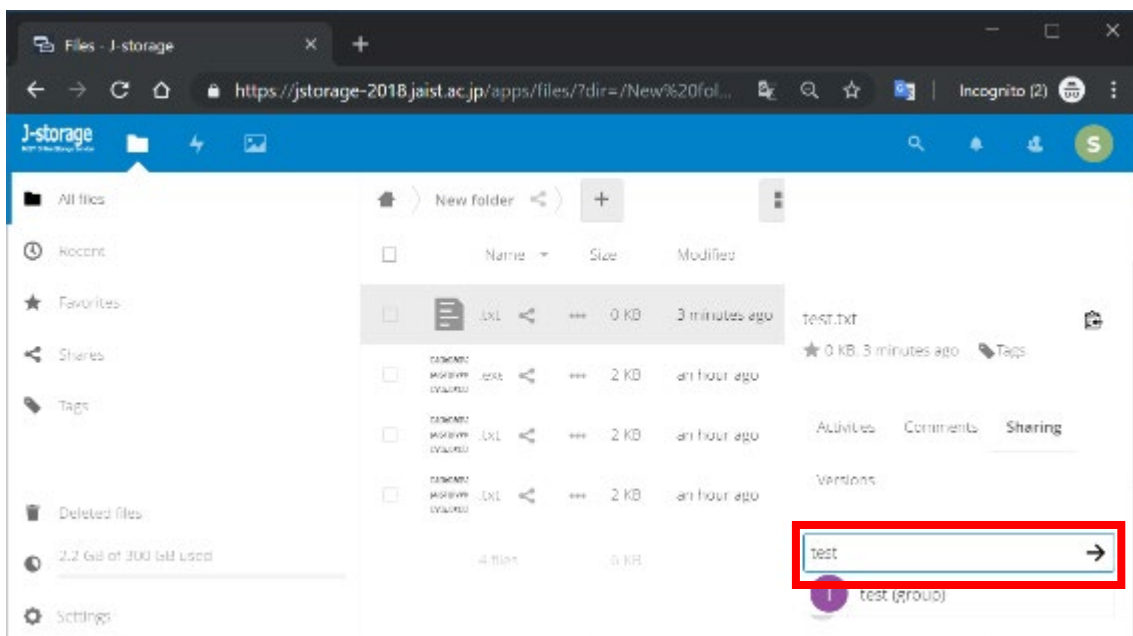 Files - J-storage
https://jstorage-2018.jaist.ac.jp/apps/files/?dir=/New%20fol...
Incognito (2)
J-storage
S
All files
New folder
Recent
Name
Size
Modified
Favorites
.txt
0 KB
3 minutes ago
test.txt
0 KB, 3 minutes ago
Tags
Shares
.exe
2 KB
an hour ago
Tags
.txt
2 KB
an hour ago
Activities
Comments
Sharing
Versions
.txt
2 KB
an hour ago
Deleted files
2.2 GB of 300 GB used
4 files
6 KB
test
T
test (group)
Settings